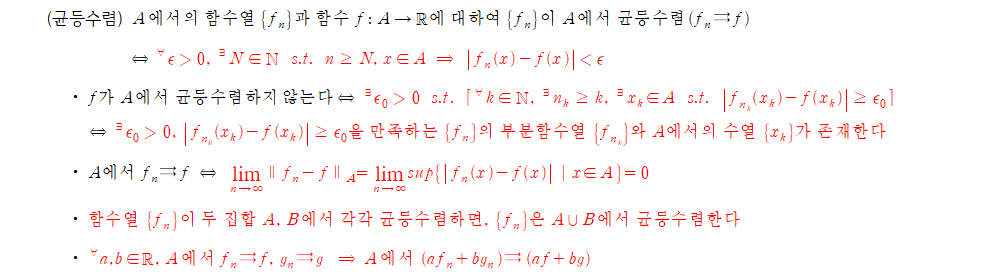 (균등수렴) A에서의 함수열 {fₙ}과 함수 f : A → ℝ에 대하여 {fₙ}이 A에서 균등수렴(fₙ⇉f)
⇔ ∀ϵ > 0, ∃N∈ℕ s.t. n ≥ N, x∈A ⇒ |fₙ(x)−f(x)| < ϵ
· f가 A에서 균등수렴하지 않는다 ⇔ ∃ϵ₀ > 0 s.t. ⌈∀k∈ℕ, ∃nₖ ≥ k, ∃xₖ∈A s.t. |f_{nₖ}(xₖ)−f(xₖ)| ≥ ϵ₀⌉
⇔ ∃ϵ₀ > 0, |f_{nₖ}(xₖ)−f(xₖ)| ≥ ϵ₀을 만족하는 {fₙ}의 부분함수열 {f_{nₖ}}와 A에서의 수열 {xₖ}가 존재한다
· A에서 fₙ⇉f ⇔ lim_{n→∞} ‖fₙ−f‖_A = lim_{n→∞} sup{|fₙ(x)−f(x)| | x∈A} = 0
· 함수열 {fₙ}이 두 집합 A, B에서 각각 균등수렴하면, {fₙ}은 A∪B에서 균등수렴한다
· ∀a,b∈ℝ, A에서 fₙ⇉f, gₙ⇉g ⇒ A에서 (afₙ+bgₙ)⇉(af+bg)